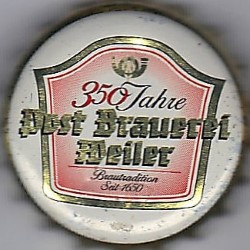 350 Jahre
Post Brauerei
Weiler
Brautradition
Seit 1650